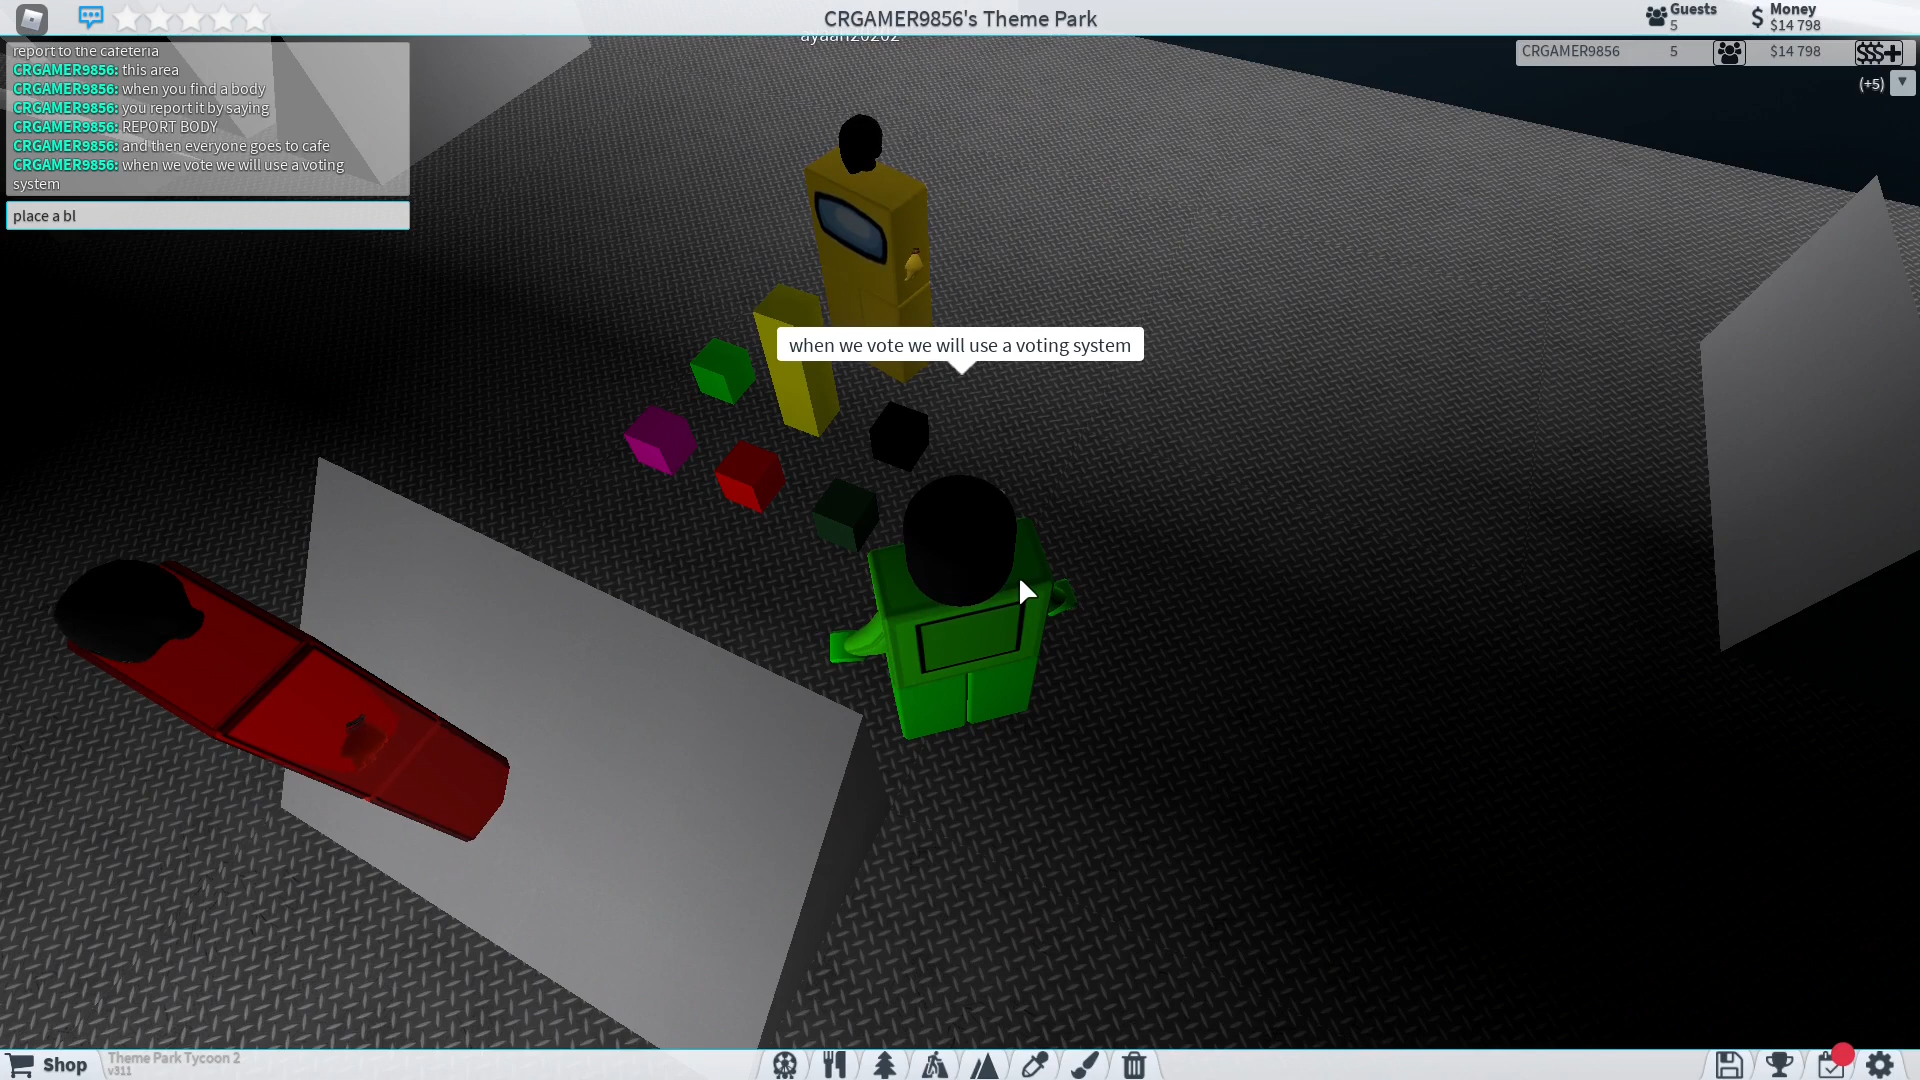 CRGAMER9856's Theme Park
Guests
5
Money
$14 798
ayaan20202
CRGAMER9856 5 $14 798 $$$+
(+5)
report to the cafeteria
CRGAMER9856: this area
CRGAMER9856: when you find a body
CRGAMER9856: you report it by saying
CRGAMER9856: REPORT BODY
CRGAMER9856: and then everyone goes to cafe
CRGAMER9856: when we vote we will use a voting
system
place a bl
when we vote we will use a voting system
Shop
Theme Park Tycoon 2
v311